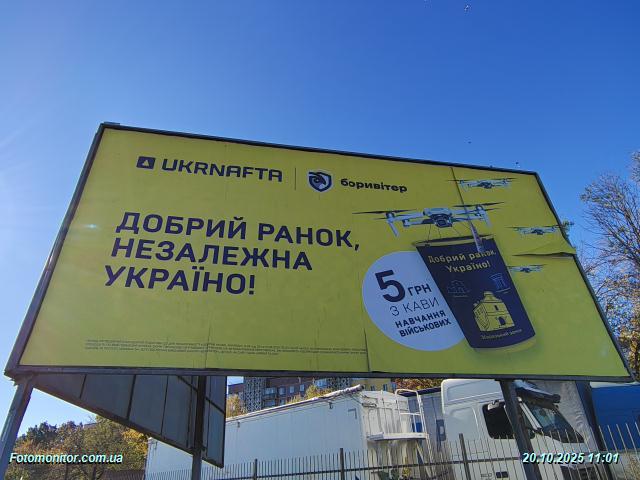 UKRNAFTA
боривітер
ДОБРИЙ РАНОК,
НЕЗАЛЕЖНА
УКРАЇНО!
5 ГРН
З КАВИ
НАВЧАННЯ
ВІЙСЬКОВИХ
Добрий ранок,
Україно!
Fotomonitor.com.ua
20.10.2025 11:01